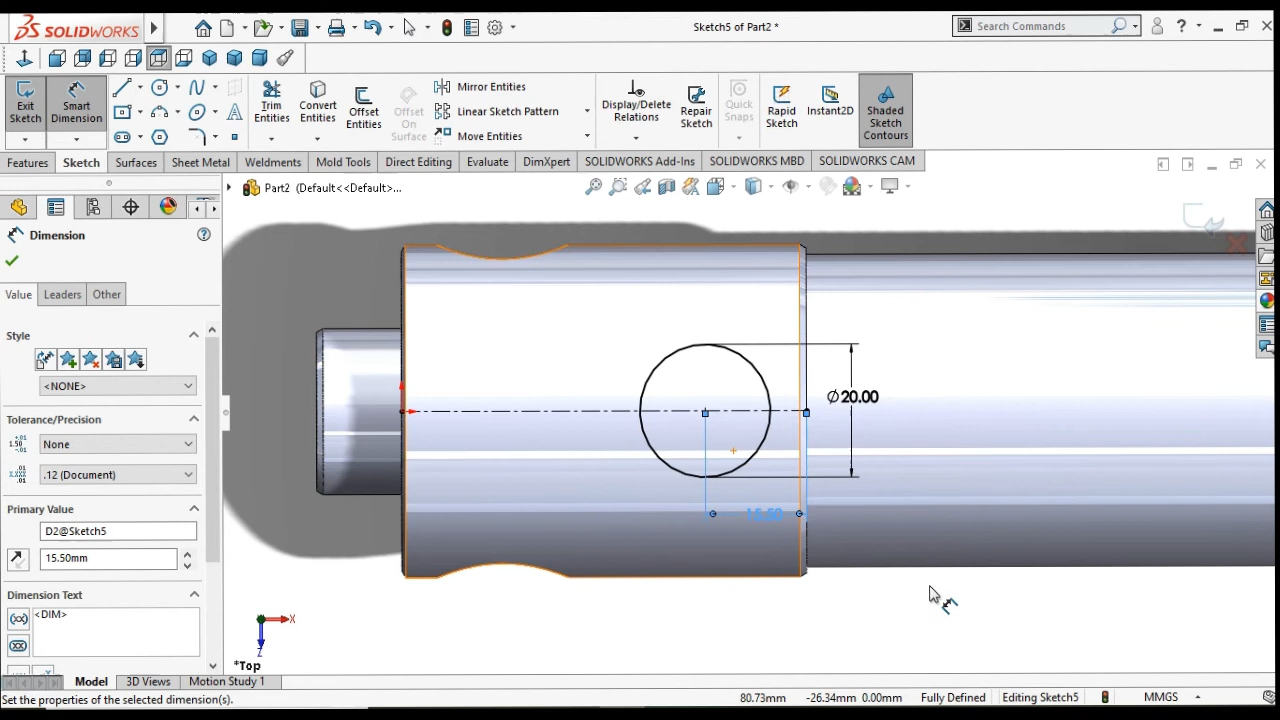 SOLIDWORKS
Sketch5 of Part2 *
Search Commands
?
Exit Sketch
Smart Dimension
Trim Entities
Convert Entities
Offset Entities
Offset On Surface
Mirror Entities
Linear Sketch Pattern
Move Entities
Display/Delete Relations
Repair Sketch
Quick Snaps
Rapid Sketch
Instant2D
Shaded Sketch Contours
Features
Sketch
Surfaces
Sheet Metal
Weldments
Mold Tools
Direct Editing
Evaluate
DimXpert
SOLIDWORKS Add-Ins
SOLIDWORKS MBD
SOLIDWORKS CAM
Part2 (Default<<Default>...
Dimension
Value
Leaders
Other
Style
<NONE>
Tolerance/Precision
None
.12 (Document)
Primary Value
D2@Sketch5
15.50mm
Dimension Text
<DIM>
∅20.00
15.50
X
Z
*Top
Model
3D Views
Motion Study 1
Set the properties of the selected dimension(s).
80.73mm
-26.34mm 0.00mm
Fully Defined
Editing Sketch5
MMGS